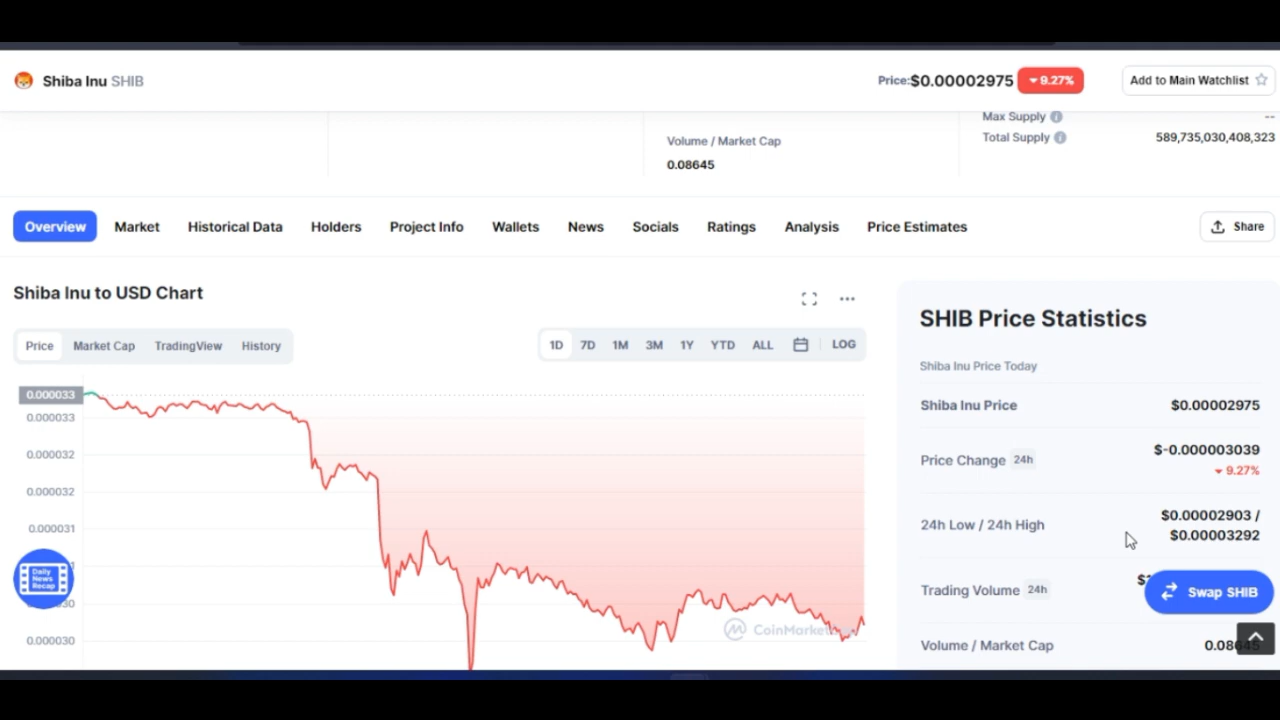 Shiba Inu SHIB
Price:$0.00002975 9.27%
Add to Main Watchlist
Max Supply --
Total Supply 589,735,030,408,323
Volume / Market Cap
0.08645
Overview Market Historical Data Holders Project Info Wallets News Socials Ratings Analysis Price Estimates Share
Shiba Inu to USD Chart
Price Market Cap TradingView History
1D 7D 1M 3M 1Y YTD ALL LOG
0.000033
0.000033
0.000032
0.000032
0.000031
0.000030
Daily
News
Recap
SHIB Price Statistics
Shiba Inu Price Today
Shiba Inu Price $0.00002975
Price Change 24h $-0.000003039
9.27%
24h Low / 24h High $0.00002903 /
$0.00003292
Trading Volume 24h
Swap SHIB
Volume / Market Cap